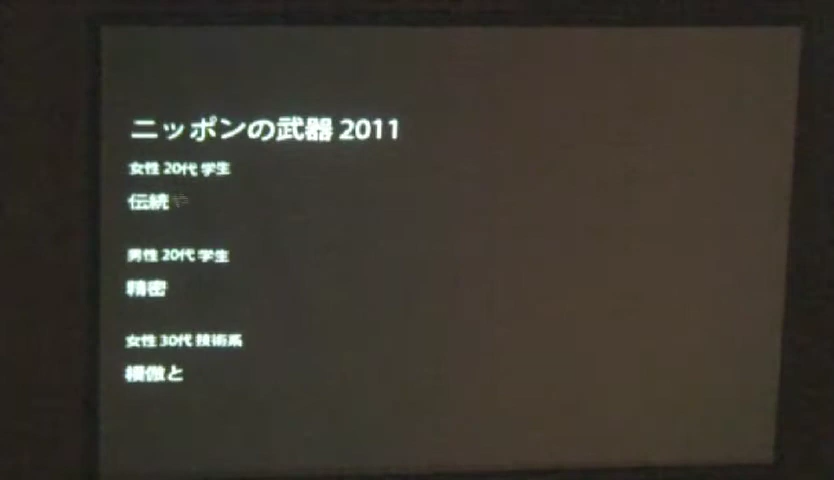 ニッポンの武器 2011
女性 20代 学生
伝統や
男性 20代 学生
精密
女性 30代 技術系
模倣と